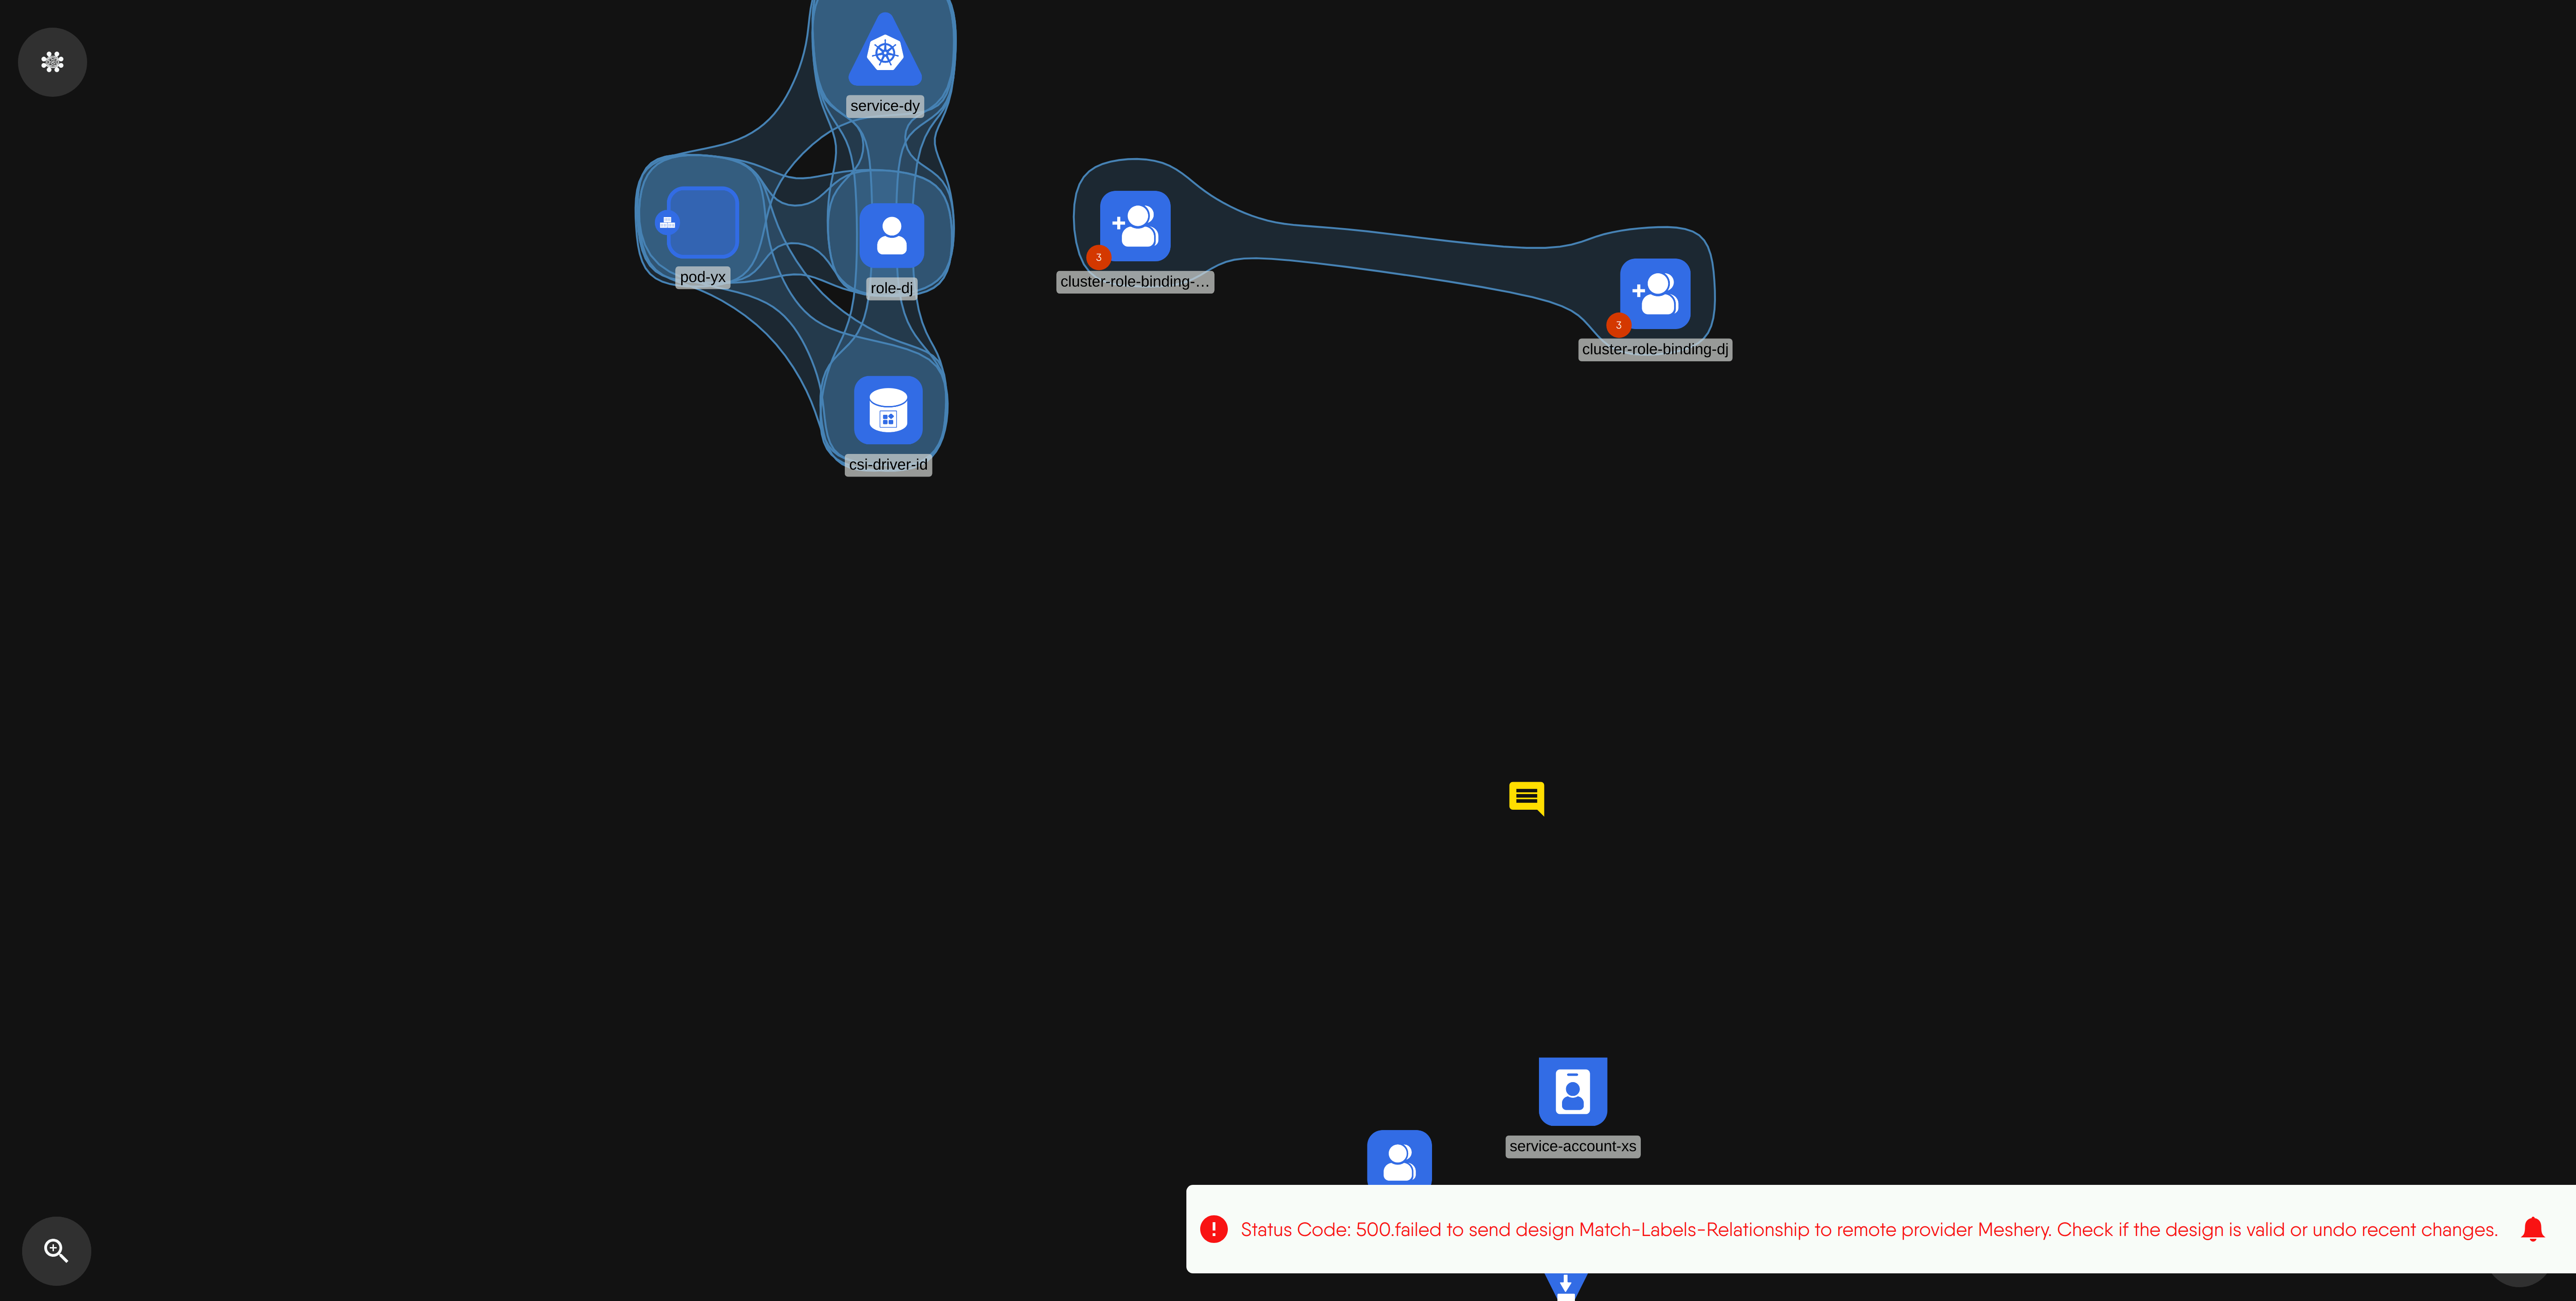 service-dy
pod-yx
role-dj
3
cluster-role-binding-...
3
cluster-role-binding-dj
csi-driver-id
service-account-xs
Status Code: 500.failed to send design Match-Labels-Relationship to remote provider Meshery. Check if the design is valid or undo recent changes.